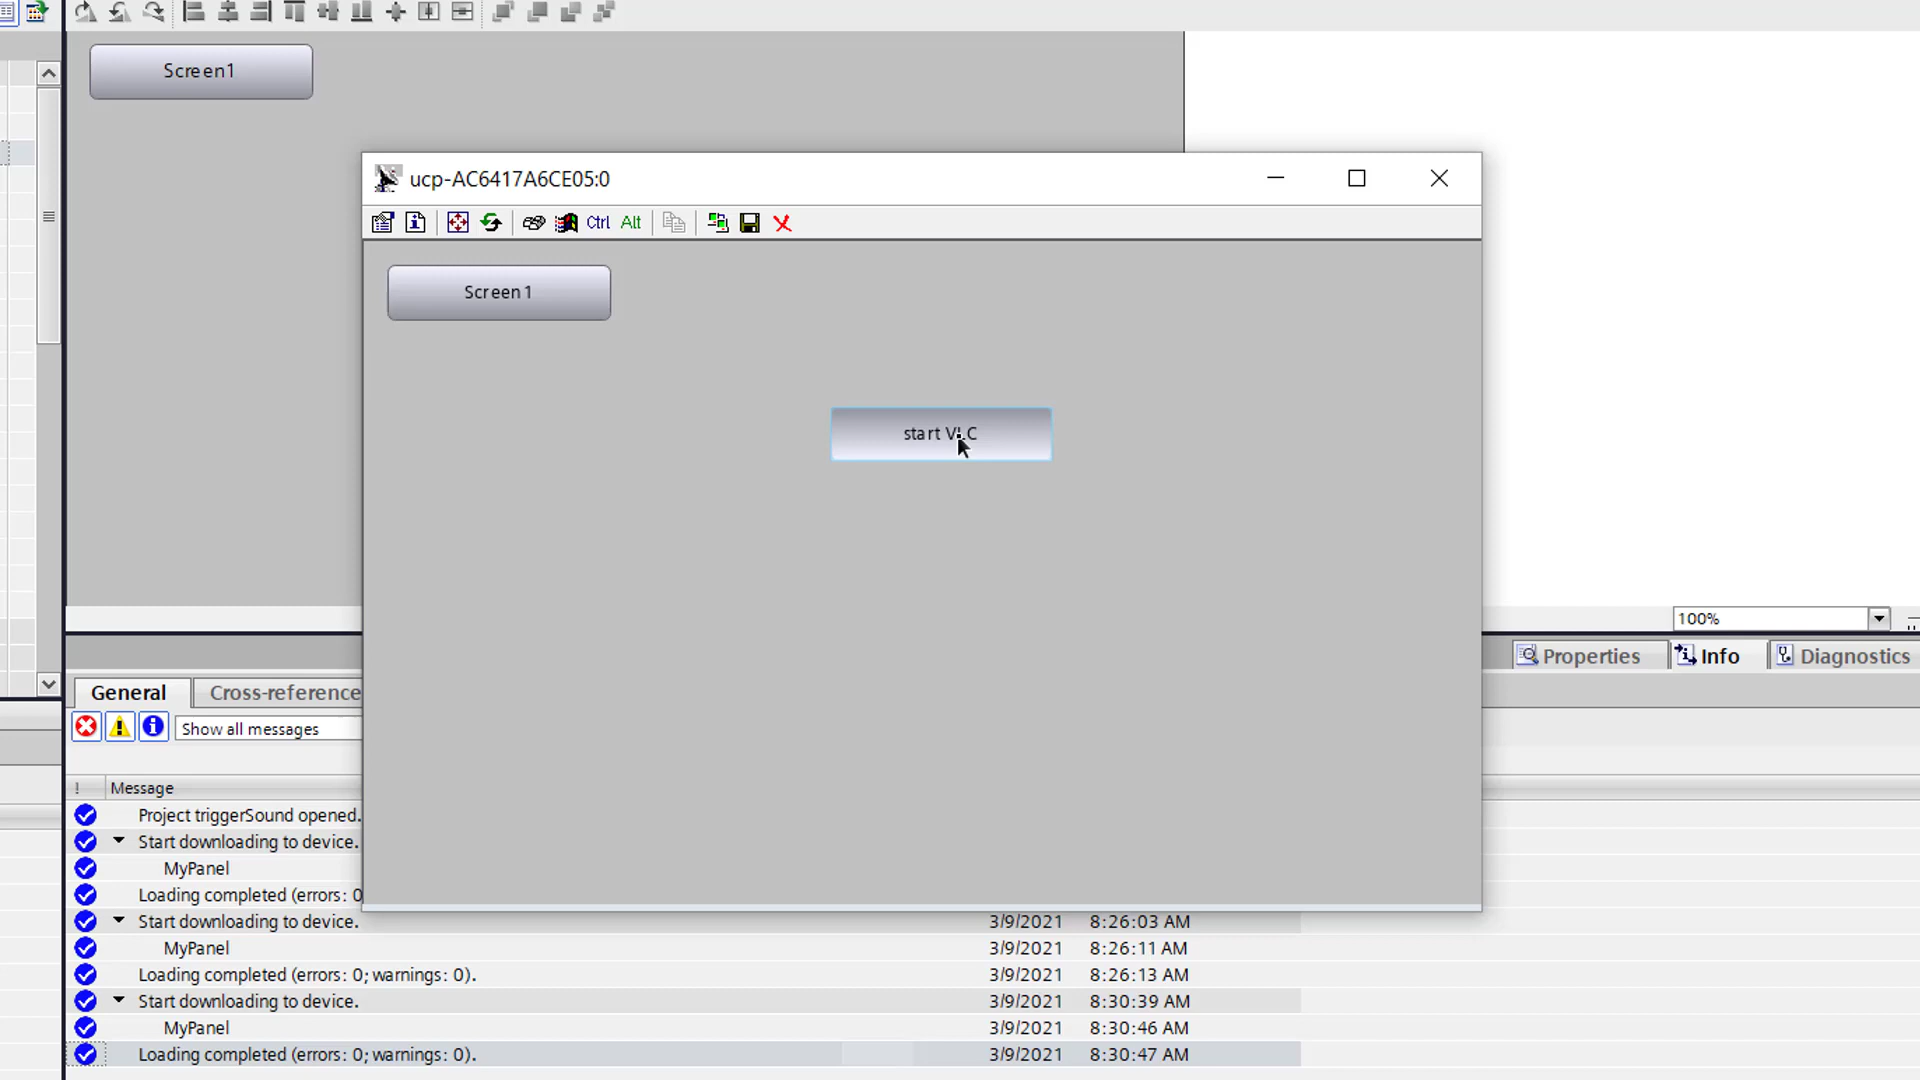 Screen1
ucp-AC6417A6CE05:0
Ctrl Alt
Screen1
start VLC
100%
Properties Info Diagnostics
General Cross-reference
Show all messages
! Message
Project triggerSound opened.
Start downloading to device.
MyPanel
Loading completed (errors: 0
Start downloading to device. 3/9/2021 8:26:03 AM
MyPanel 3/9/2021 8:26:11 AM
Loading completed (errors: 0; warnings: 0). 3/9/2021 8:26:13 AM
Start downloading to device. 3/9/2021 8:30:39 AM
MyPanel 3/9/2021 8:30:46 AM
Loading completed (errors: 0; warnings: 0). 3/9/2021 8:30:47 AM